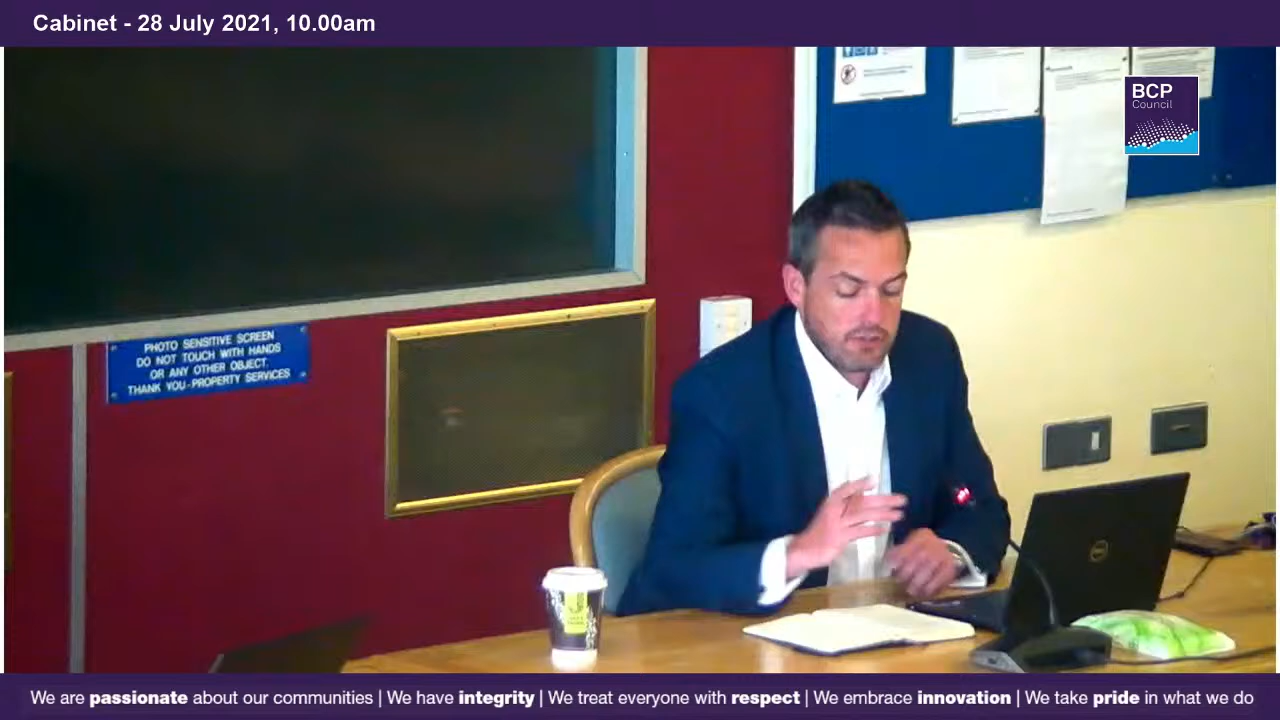 Cabinet - 28 July 2021, 10.00am
BCP
Council
PHOTO SENSITIVE SCREEN
DO NOT TOUCH WITH HANDS
OR ANY OTHER OBJECT.
THANK YOU-PROPERTY SERVICES
DELL
We are passionate about our communities | We have integrity | We treat everyone with respect | We embrace innovation | We take pride in what we do